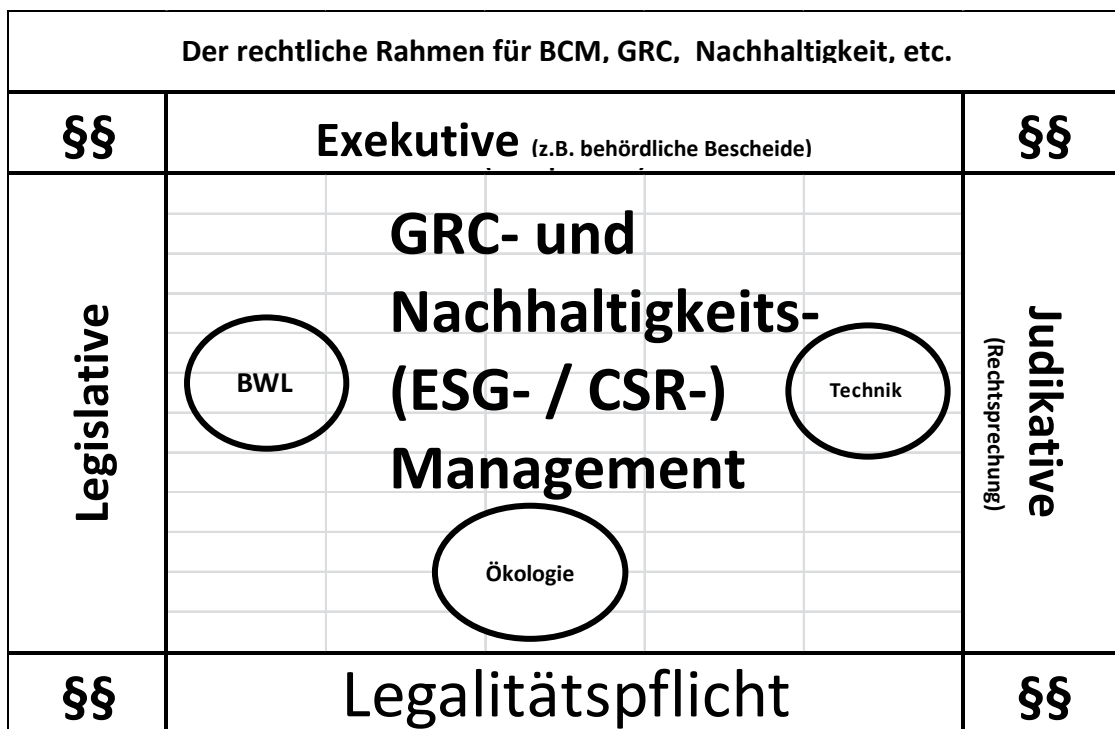 Der rechtliche Rahmen für BCM, GRC, Nachhaltigkeit, etc.
§§
Exekutive (z.B. behördliche Bescheide)
§§
Legislative
GRC- und
Nachhaltigkeits-
(ESG- / CSR-)
Management
BWL
Technik
Ökologie
Judikative
(Rechtsprechung)
§§
Legalitätspflicht
§§